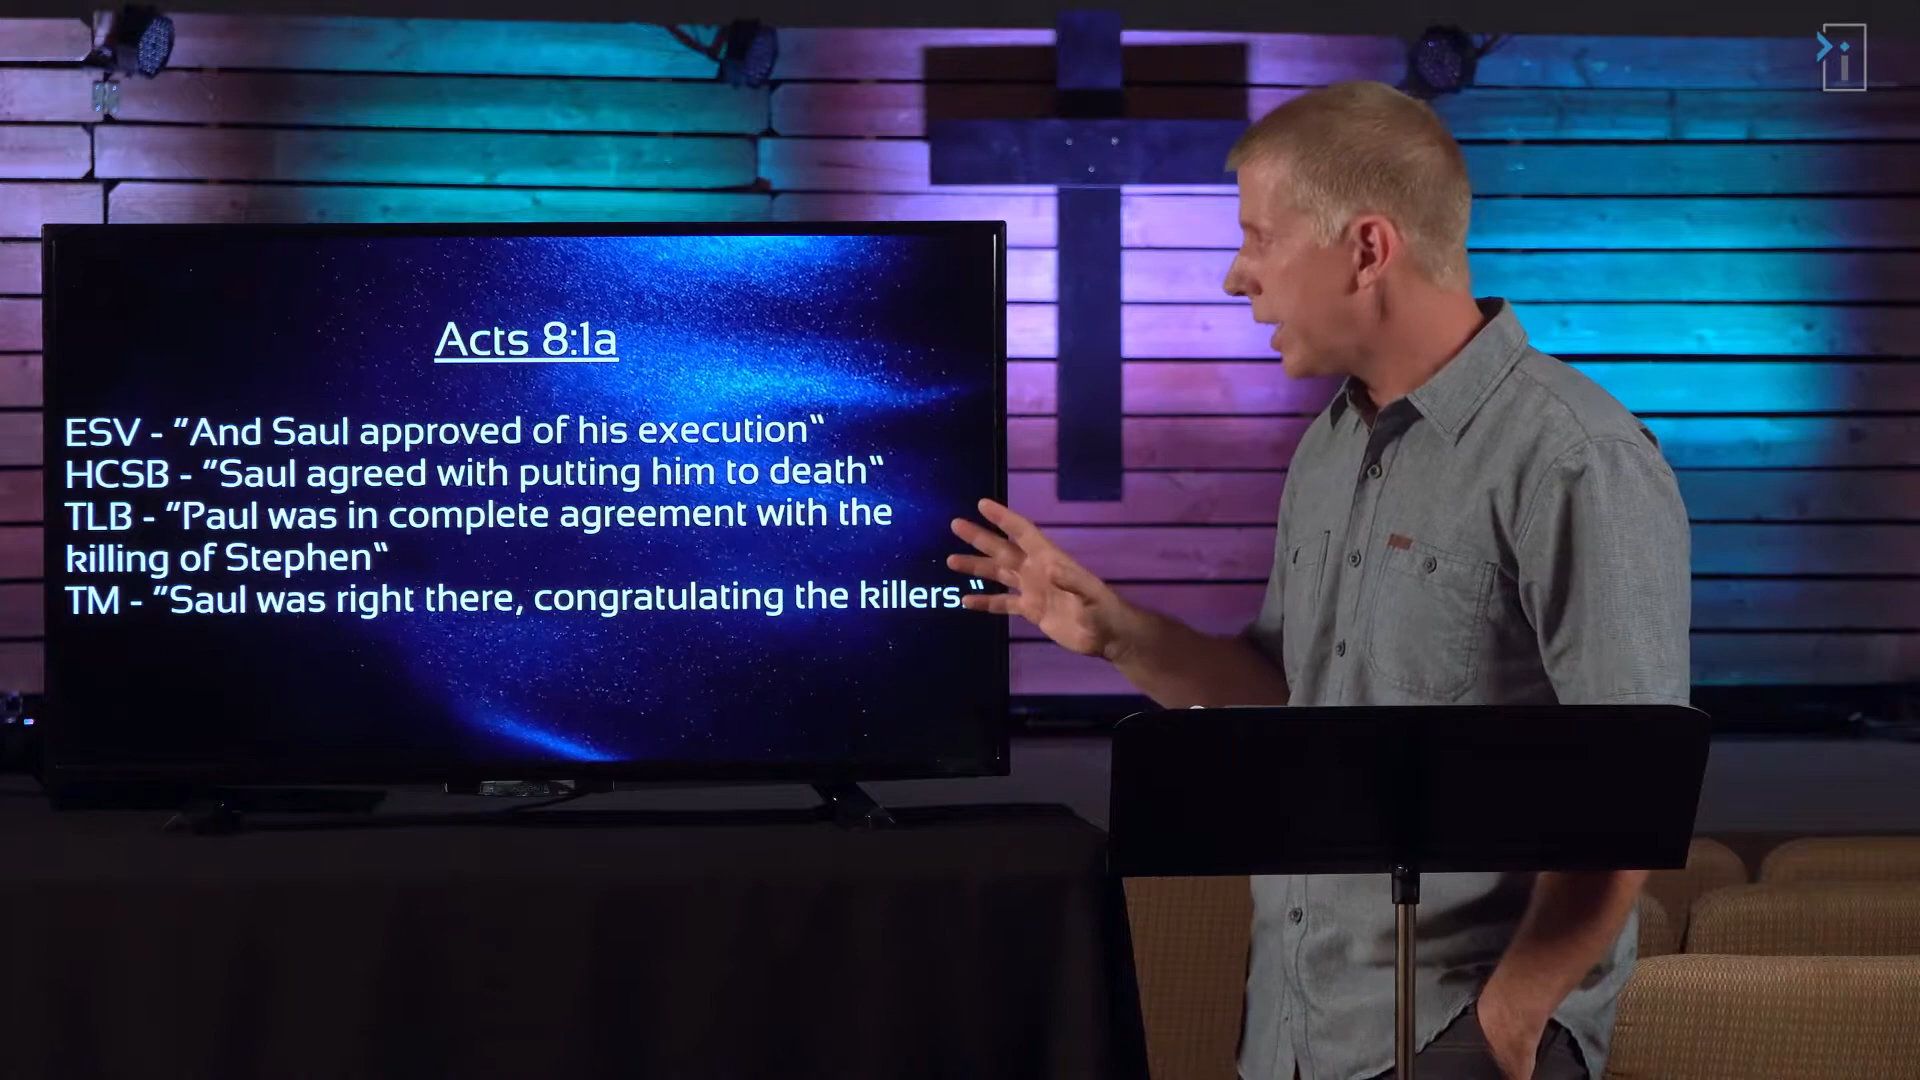 Acts 8:1a
ESV - "And Saul approved of his execution"
HCSB - "Saul agreed with putting him to death"
TLB - "Paul was in complete agreement with the
killing of Stephen"
TM - "Saul was right there, congratulating the killers."